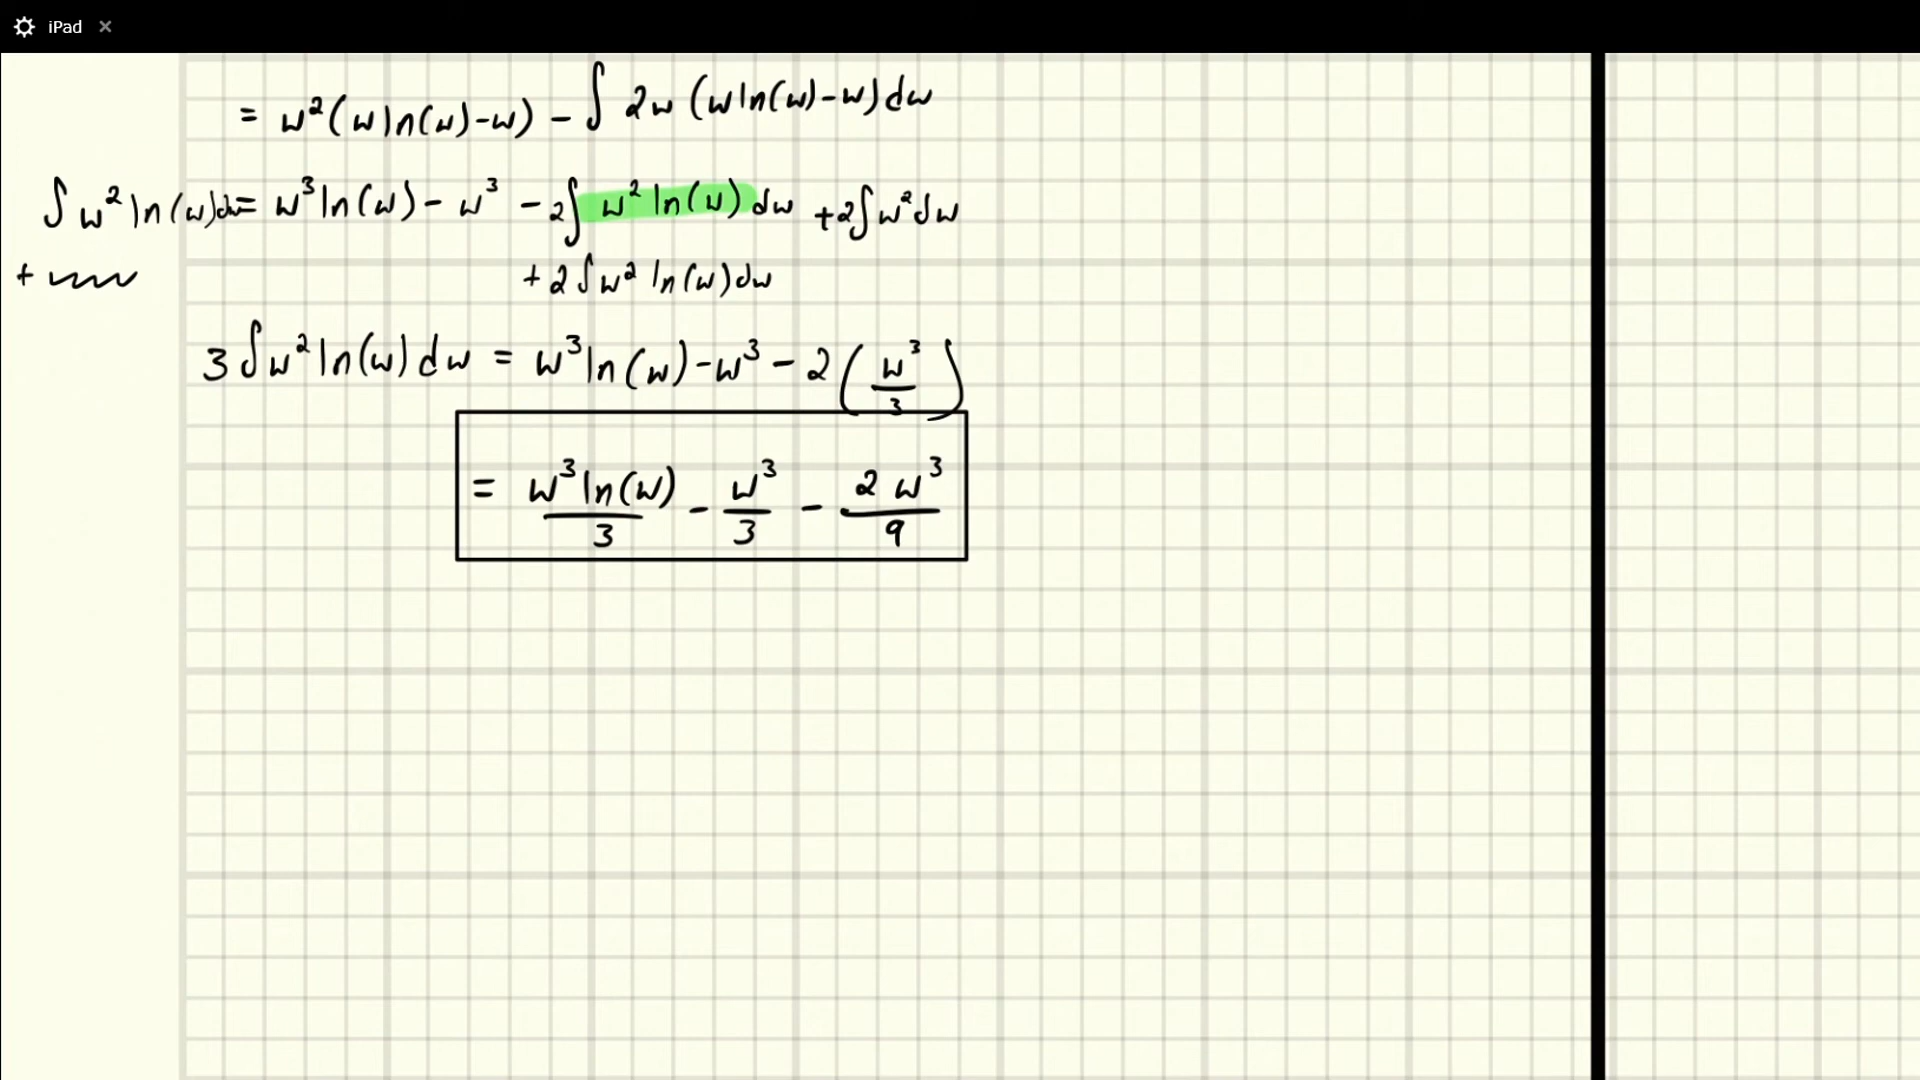 iPad ×
= w²(w ln(w)-w) - ∫ 2w (w ln(w)-w) dw
∫ w² ln(w)dw = w³ ln(w) - w³ - 2∫ w² ln(w) dw + 2∫ w² dw
+ 2∫ w² ln(w) dw
3 ∫ w² ln(w) dw = w³ ln(w) - w³ - 2 (w³/3)
= w³ ln(w)/3 - w³/3 - 2w³/9